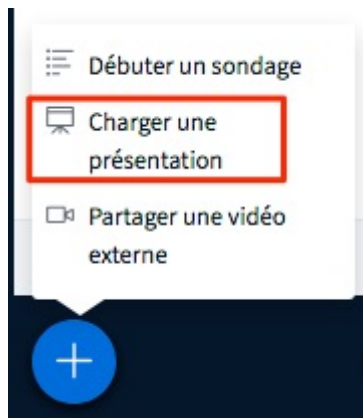 Débuter un sondage
Charger une
présentation
Partager une vidéo
externe